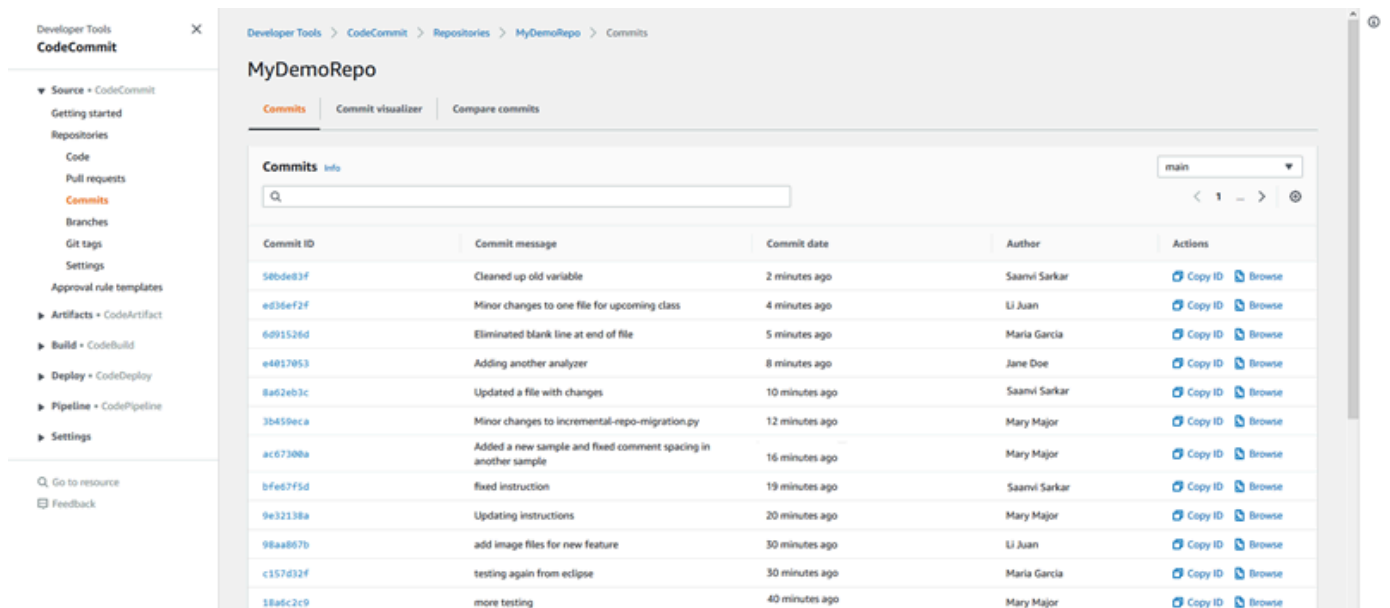 Developer Tools
CodeCommit
Source • CodeCommit
Getting started
Repositories
Code
Pull requests
Commits
Branches
Git tags
Settings
Approval rule templates
Artifacts • CodeArtifact
Build • CodeBuild
Deploy • CodeDeploy
Pipeline • CodePipeline
Settings
Go to resource
Feedback
Developer Tools > CodeCommit > Repositories > MyDemoRepo > Commits
MyDemoRepo
Commits Commit visualizer Compare commits
Commits Info main
< 1 ... >
Commit ID Commit message Commit date Author Actions
50bde83f Cleaned up old variable 2 minutes ago Saanvi Sarkar Copy ID Browse
ed36ef2f Minor changes to one file for upcoming class 4 minutes ago Li Juan Copy ID Browse
6d91526d Eliminated blank line at end of file 5 minutes ago Maria Garcia Copy ID Browse
e4017053 Adding another analyzer 8 minutes ago Jane Doe Copy ID Browse
8a62eb3c Updated a file with changes 10 minutes ago Saanvi Sarkar Copy ID Browse
3b459eca Minor changes to incremental-repo-migration.py 12 minutes ago Mary Major Copy ID Browse
ac67300a Added a new sample and fixed comment spacing in
another sample 16 minutes ago Mary Major Copy ID Browse
bfe67f5d fixed instruction 19 minutes ago Saanvi Sarkar Copy ID Browse
9e32138a Updating instructions 20 minutes ago Mary Major Copy ID Browse
98aa867b add image files for new feature 30 minutes ago Li Juan Copy ID Browse
c157d32f testing again from eclipse 30 minutes ago Maria Garcia Copy ID Browse
18a6c2c9 more testing 40 minutes ago Mary Major Copy ID Browse